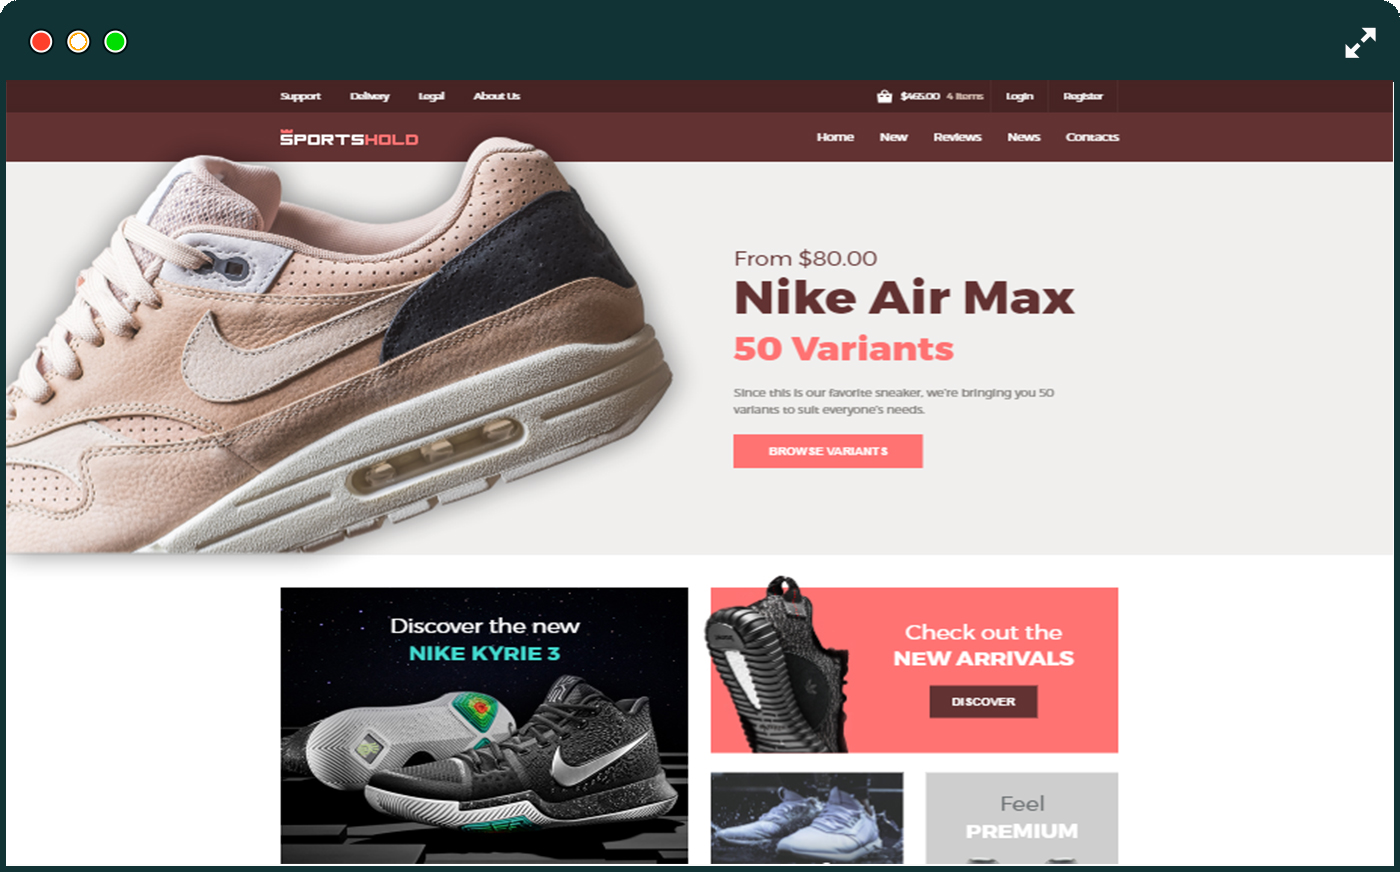 Support Delivery Legal About Us $465.00 4 Items Login Register
SPORTSHOLD Home New Reviews News Contacts
From $80.00
Nike Air Max
50 Variants
Since this is our favorite sneaker, we're bringing you 50
variants to suit everyone's needs.
BROWSE VARIANTS
Discover the new
NIKE KYRIE 3
Check out the
NEW ARRIVALS
DISCOVER
Feel
PREMIUM